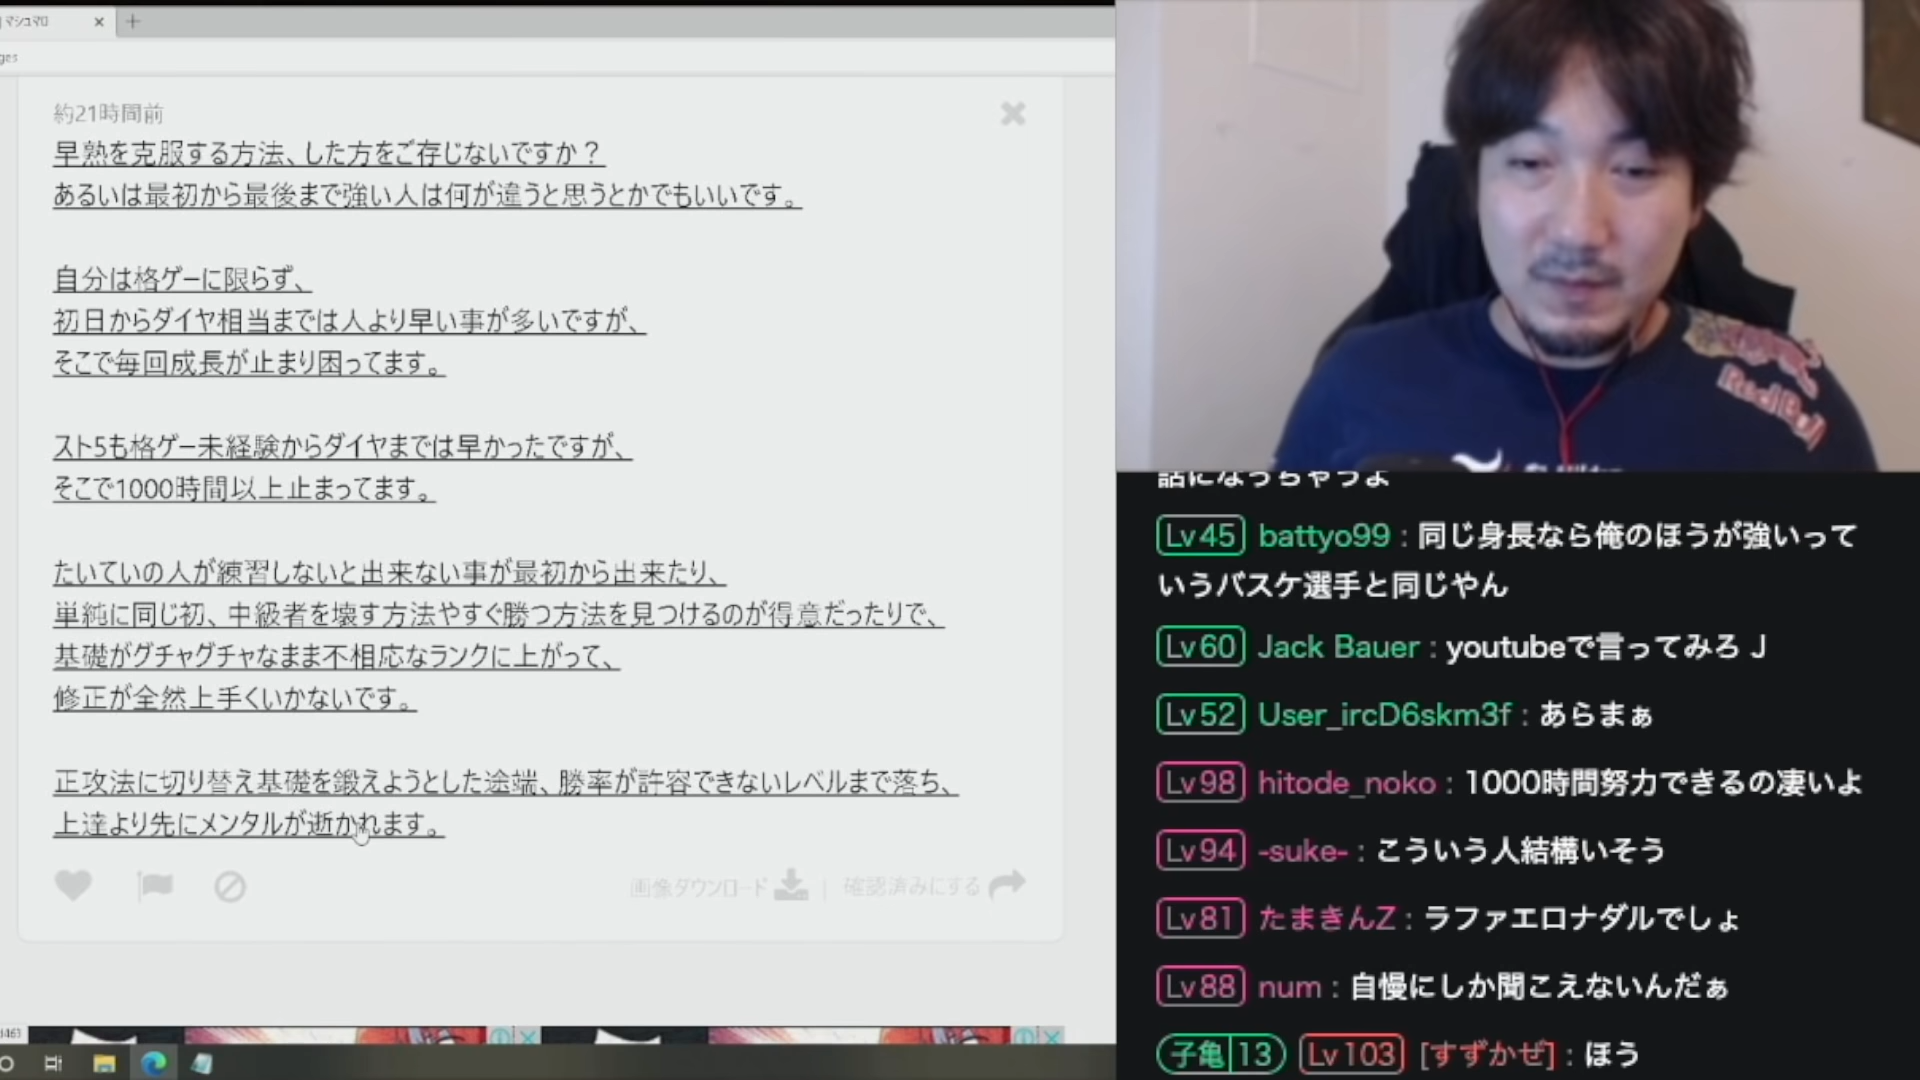 マシュマロ
ges
約21時間前
早熟を克服する方法、した方をご存じないですか？
あるいは最初から最後まで強い人は何が違うと思うとかでもいいです。
自分は格ゲーに限らず、
初日からダイヤ相当までは人より早い事が多いですが、
そこで毎回成長が止まり困ってます。
スト5も格ゲー未経験からダイヤまでは早かったですが、
そこで1000時間以上止まってます。
たいていの人が練習しないと出来ない事が最初から出来たり、
単純に同じ初、中級者を壊す方法やすぐ勝つ方法を見つけるのが得意だったりで、
基礎がグチャグチャなまま不相応なランクに上がって、
修正が全然上手くいかないです。
正攻法に切り替え基礎を鍛えようとした途端、勝率が許容できないレベルまで落ち、
上達より先にメンタルが逝かれます。
画像ダウンロード | 確認済みにする
RedBull
話になっちゃうよ
Lv45 battyo99：同じ身長なら俺のほうが強いって
いうバスケ選手と同じやん
Lv60 Jack Bauer：youtubeで言ってみろ J
Lv52 User_ircD6skm3f：あらまぁ
Lv98 hitode_noko：1000時間努力できるの凄いよ
Lv94 -suke-：こういう人結構いそう
Lv81 たまきんZ：ラファエロナダルでしょ
Lv88 num：自慢にしか聞こえないんだぁ
子亀 13 Lv103 [すずかぜ]：ほう